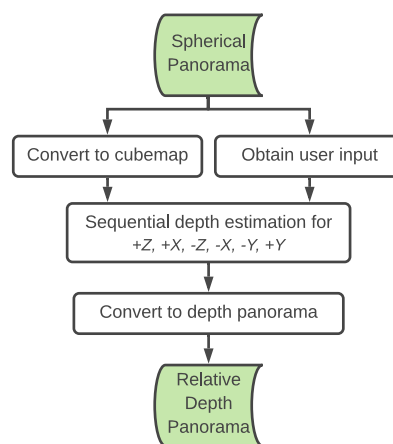 Spherical
Panorama
Convert to cubemap
Obtain user input
Sequential depth estimation for
+Z, +X, -Z, -X, -Y, +Y
Convert to depth panorama
Relative
Depth
Panorama